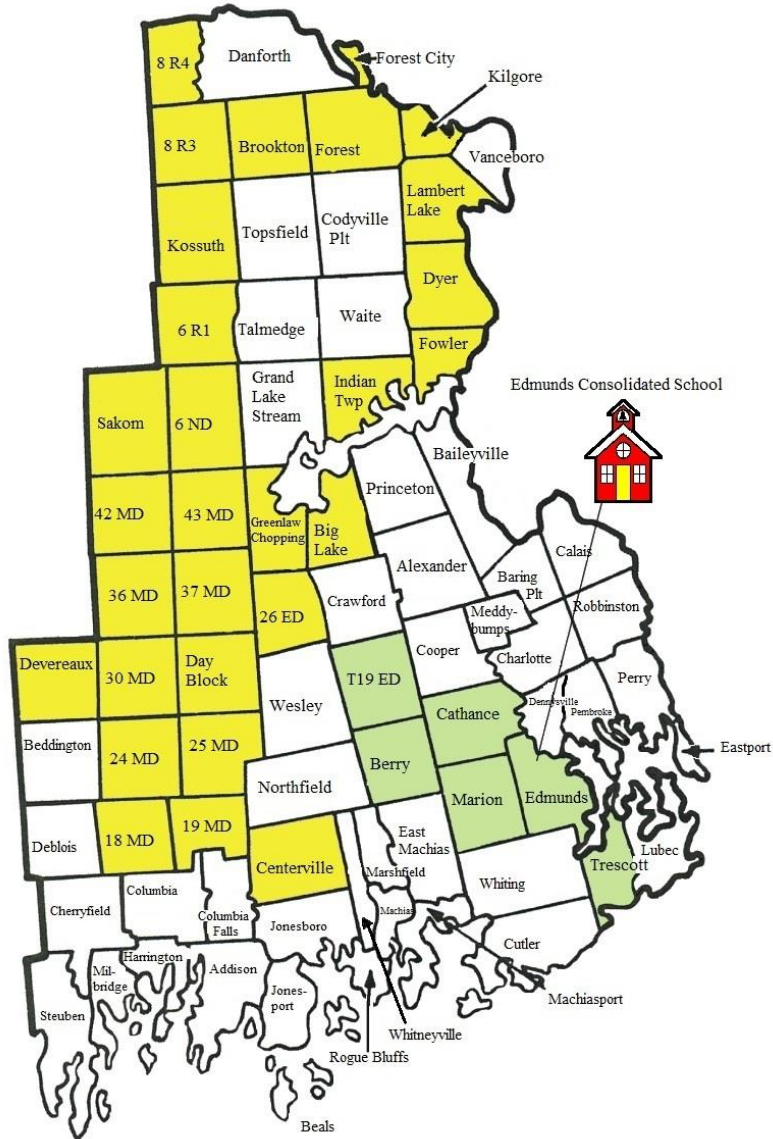 8 R4
Danforth
Forest City
Kilgore
8 R3
Brookton
Forest
Vanceboro
Lambert
Lake
Kossuth
Topsfield
Codyville
Plt
Dyer
6 R1
Talmedge
Waite
Fowler
Sakom
6 ND
Grand
Lake
Stream
Indian
Twp
Edmunds Consolidated School
Baileyville
Princeton
42 MD
43 MD
Greenlaw
Chopping
Big
Lake
Alexander
Calais
Baring
Plt
36 MD
37 MD
26 ED
Crawford
Meddy-
bumps
Robbinston
Cooper
Charlotte
Devereaux
30 MD
Day
Block
Wesley
T19 ED
Cathance
Dennysville
Pembroke
Perry
Beddington
24 MD
25 MD
Northfield
Berry
Eastport
Marion
Edmunds
Deblois
18 MD
19 MD
Centerville
East
Machias
Marshfield
Whiting
Trescott
Lubec
Cherryfield
Columbia
Columbia
Falls
Jonesboro
Machias
Cutler
Harrington
Mil-
bridge
Addison
Jones-
port
Machiasport
Steuben
Whitneyville
Rogue Bluffs
Beals